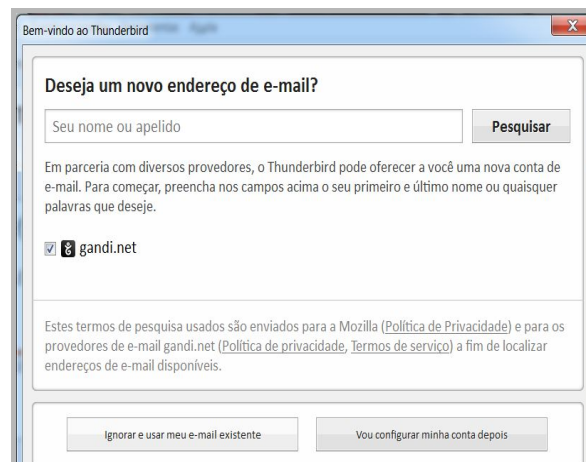 Bem-vindo ao Thunderbird
Deseja um novo endereço de e-mail?
Seu nome ou apelido
Pesquisar
Em parceria com diversos provedores, o Thunderbird pode oferecer a você uma nova conta de
e-mail. Para começar, preencha nos campos acima o seu primeiro e último nome ou quaisquer
palavras que deseje.
gandi.net
Estes termos de pesquisa usados são enviados para a Mozilla (Política de Privacidade) e para os
provedores de e-mail gandi.net (Política de privacidade, Termos de serviço) a fim de localizar
endereços de e-mail disponíveis.
Ignorar e usar meu e-mail existente
Vou configurar minha conta depois